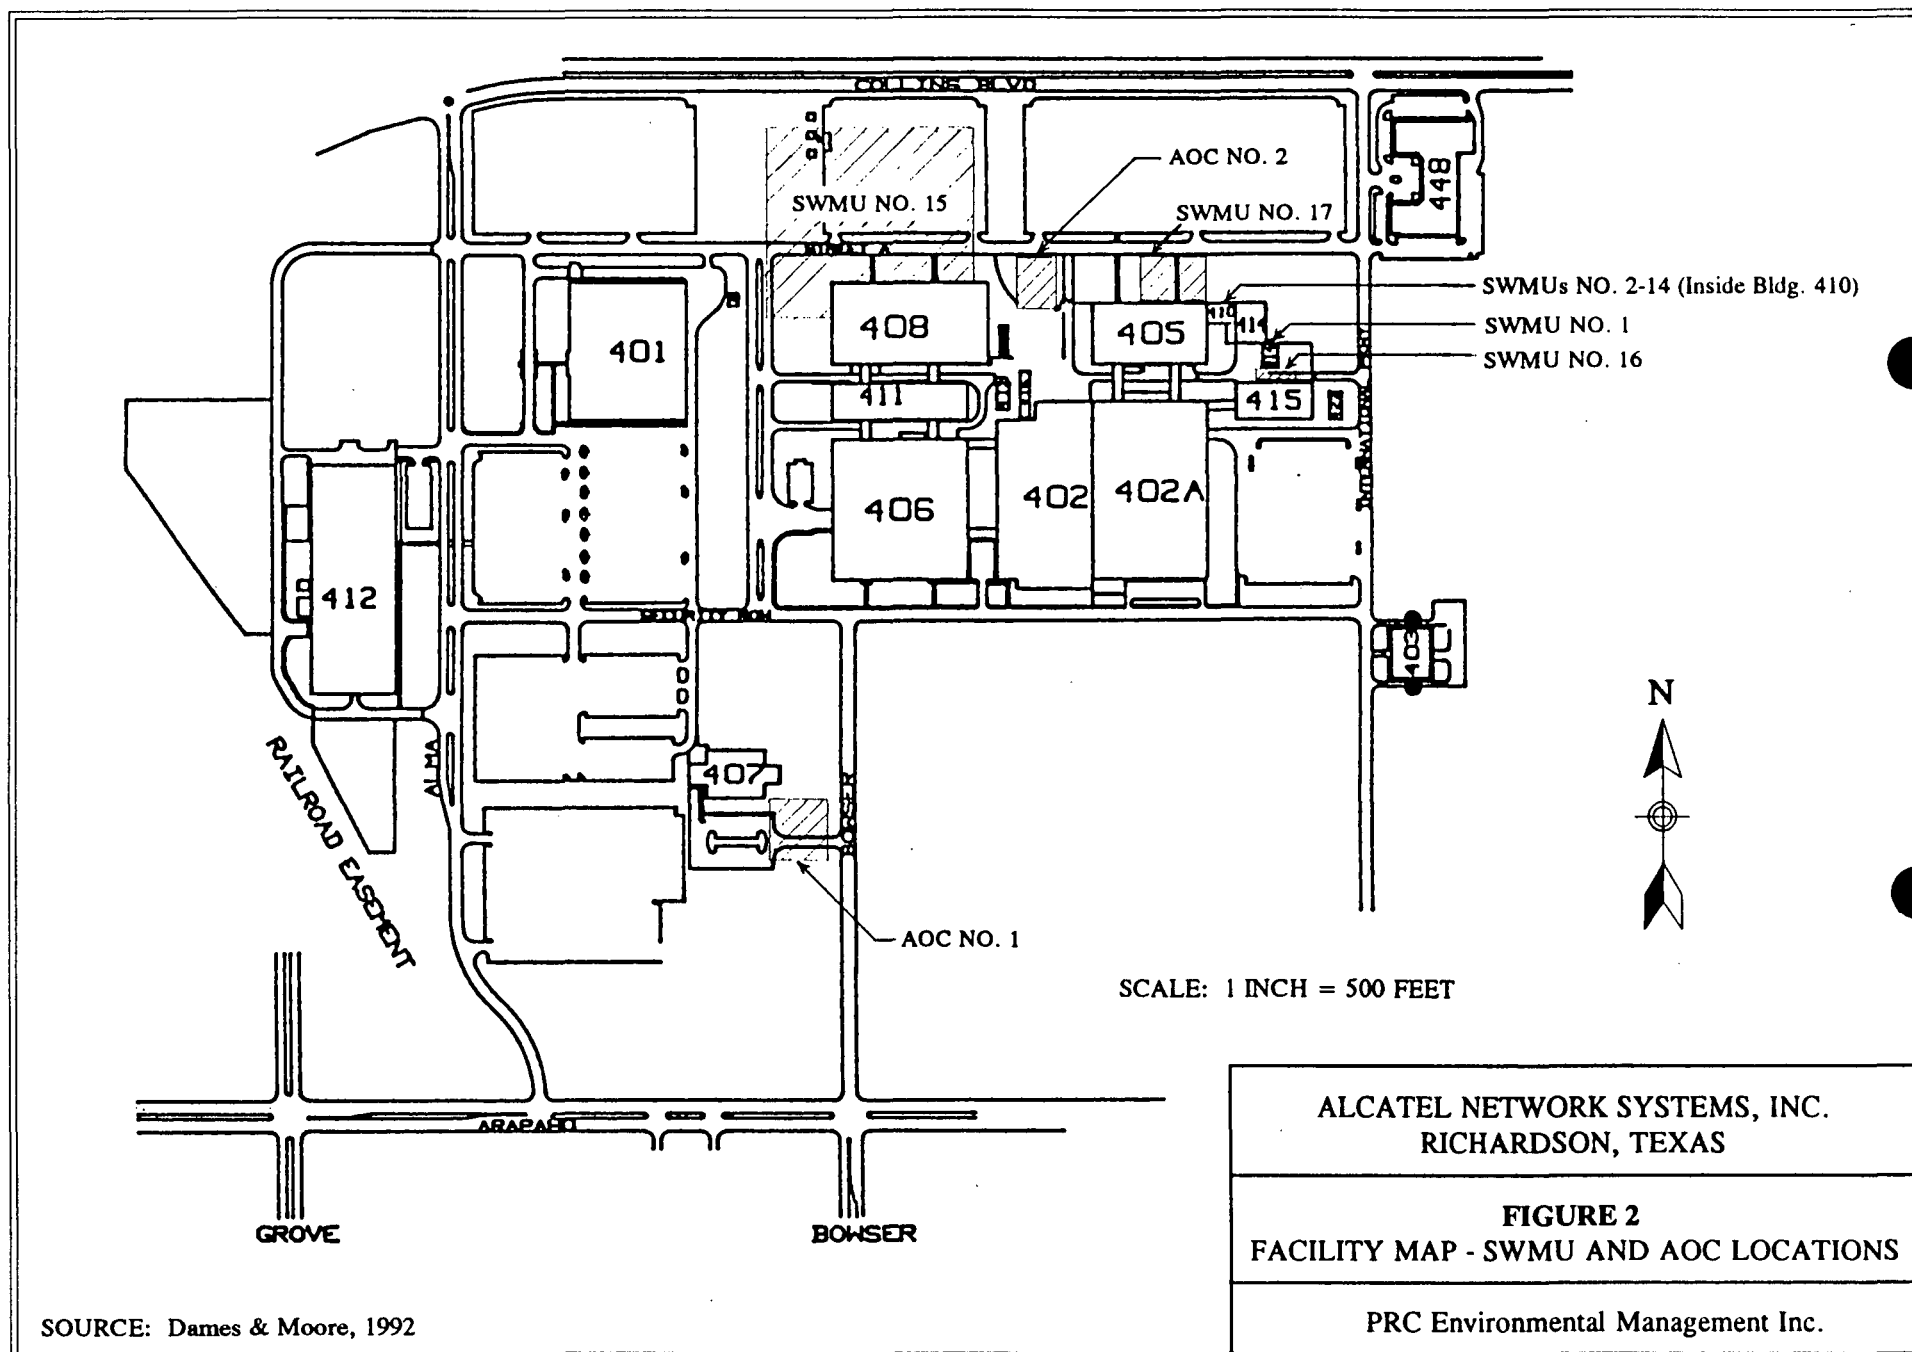 COLLINS BLVD
AOC NO. 2
SWMU NO. 15
SWMU NO. 17
448
SWMUs NO. 2-14 (Inside Bldg. 410)
SWMU NO. 1
SWMU NO. 16
401
408
405
410
414
411
415
406
402
402A
412
403
N
ALMA
407
RAILROAD EASEMENT
AOC NO. 1
SCALE: 1 INCH = 500 FEET
ARAPAHO
GROVE
BOWSER
ALCATEL NETWORK SYSTEMS, INC.
RICHARDSON, TEXAS
FIGURE 2
FACILITY MAP - SWMU AND AOC LOCATIONS
PRC Environmental Management Inc.
SOURCE: Dames & Moore, 1992